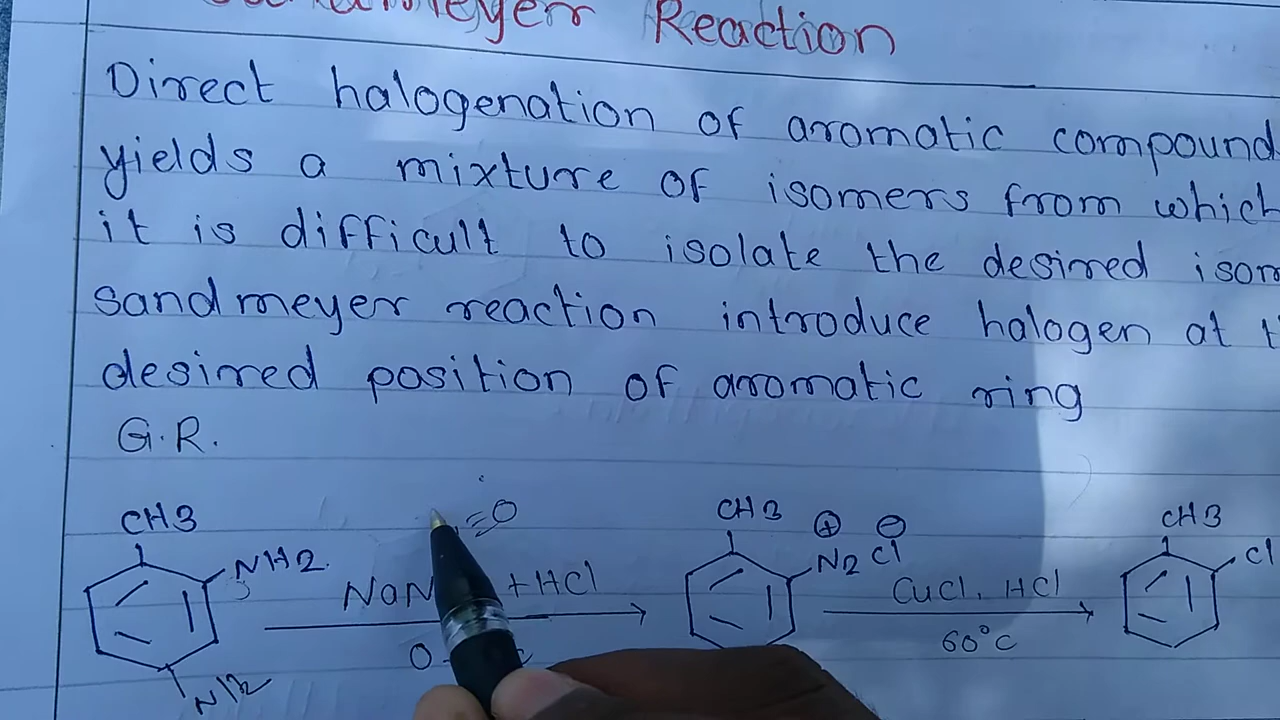 Reaction
Direct halogenation of aromatic compound
yields a mixture of isomers from which
it is difficult to isolate the desired
sandmeyer reaction introduce halogen at
desired position of aromatic ring
G.R.
CH3 =O CH3 ⊕ ⊖ CH3
NH2 + HCl N2 Cl CuCl, HCl Cl
60°C